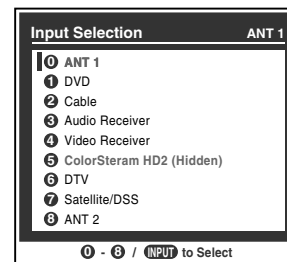 Input Selection ANT 1
0 ANT 1
1 DVD
2 Cable
3 Audio Receiver
4 Video Receiver
5 ColorSteram HD2 (Hidden)
6 DTV
7 Satellite/DSS
8 ANT 2
0 - 8 / INPUT to Select